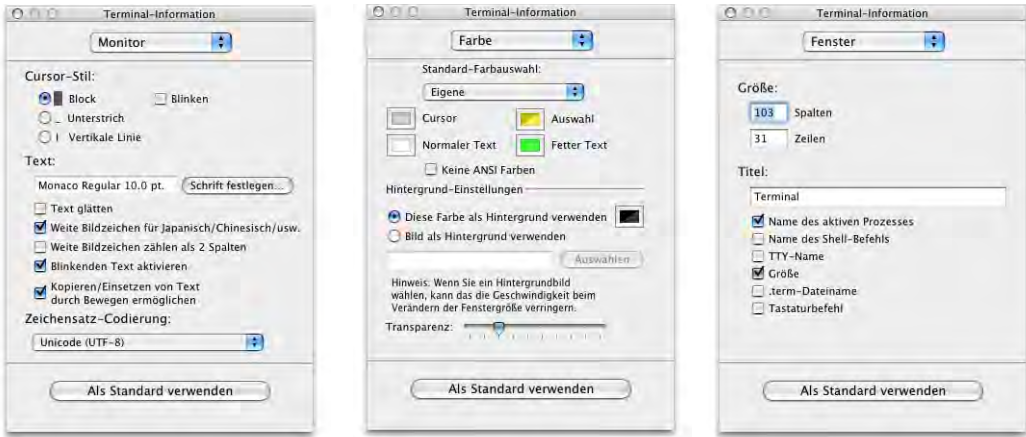 Terminal-Information
Monitor
Cursor-Stil:
Block
Blinken
Unterstrich
Vertikale Linie
Text:
Monaco Regular 10.0 pt.
Schrift festlegen...
Text glätten
Weite Bildzeichen für Japanisch/Chinesisch/usw.
Weite Bildzeichen zählen als 2 Spalten
Blinkenden Text aktivieren
Kopieren/Einsetzen von Text
durch Bewegen ermöglichen
Zeichensatz-Codierung:
Unicode (UTF-8)
Als Standard verwenden
Terminal-Information
Farbe
Standard-Farbauswahl:
Eigene
Cursor
Auswahl
Normaler Text
Fetter Text
Keine ANSI Farben
Hintergrund-Einstellungen
Diese Farbe als Hintergrund verwenden
Bild als Hintergrund verwenden
Auswählen
Hinweis: Wenn Sie ein Hintergrundbild
wählen, kann das die Geschwindigkeit beim
Verändern der Fenstergröße verringern.
Transparenz:
Als Standard verwenden
Terminal-Information
Fenster
Größe:
103 Spalten
31 Zeilen
Titel:
Terminal
Name des aktiven Prozesses
Name des Shell-Befehls
TTY-Name
Größe
.term-Dateiname
Tastaturbefehl
Als Standard verwenden